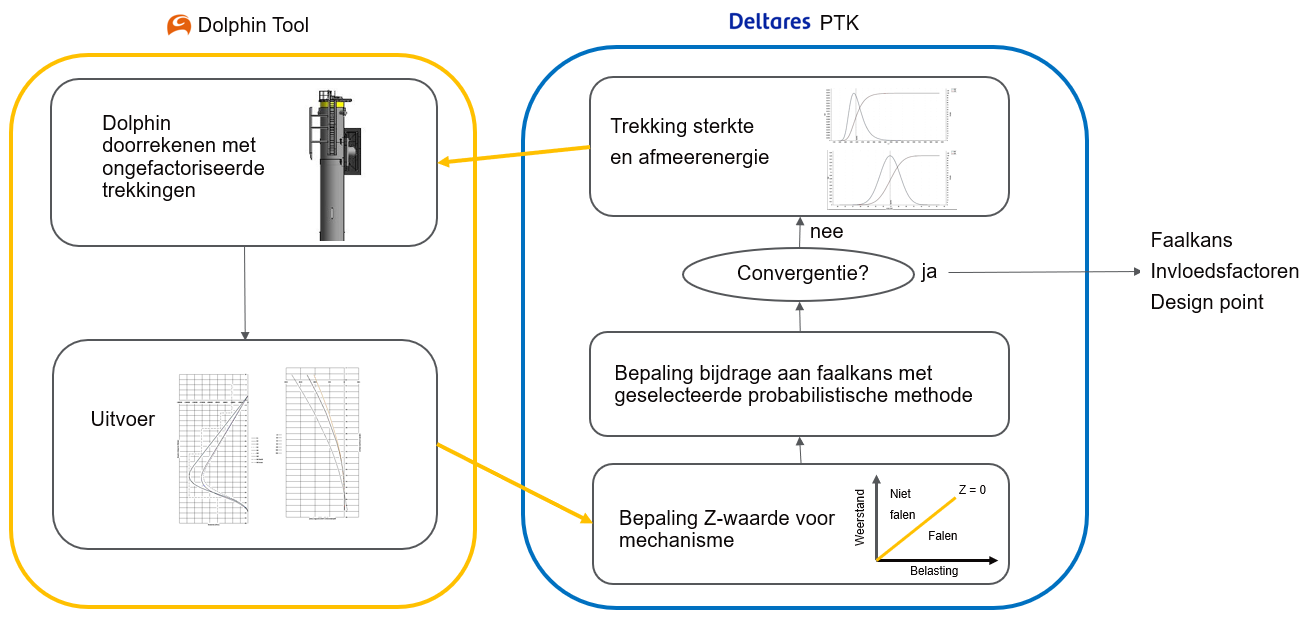 Dolphin Tool
Deltares PTK
Dolphin
doorrekenen met
ongefactoriseerde
trekkingen
Trekking sterkte
en afmeerenergie
nee
Convergentie?
ja
Faalkans
Invloedsfactoren
Design point
Bepaling bijdrage aan faalkans met
geselecteerde probabilistische methode
Uitvoer
Bepaling Z-waarde voor
mechanisme
Weerstand
Niet
falen
Z = 0
Falen
Belasting